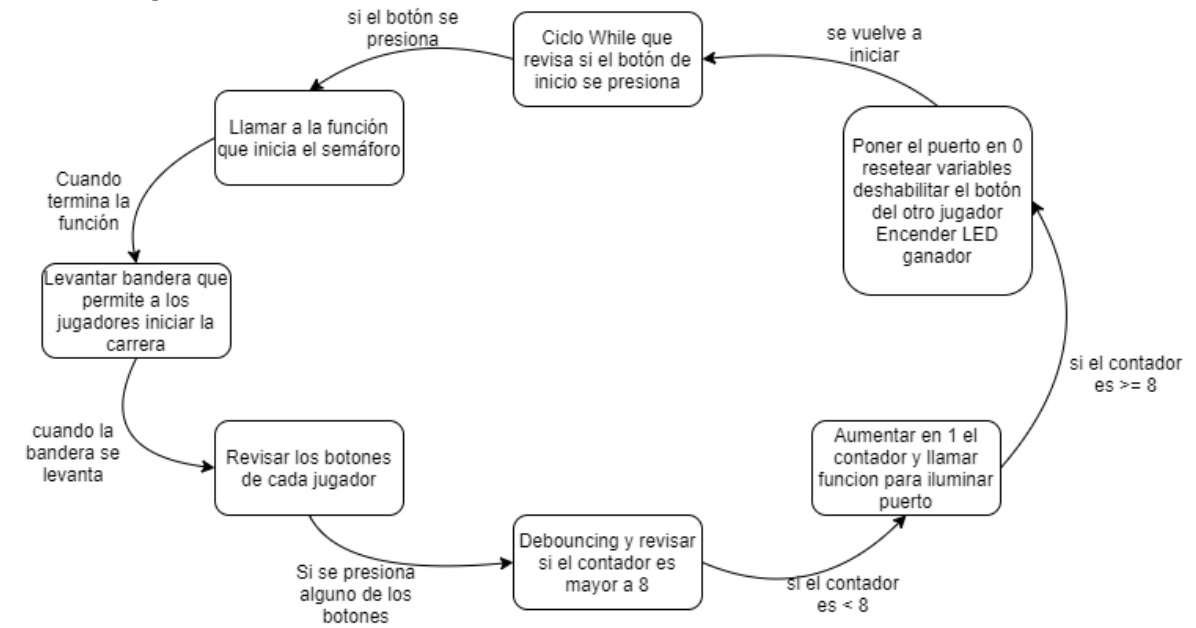 si el botón se
presiona
Ciclo While que
revisa si el botón de
inicio se presiona
se vuelve a
iniciar
Llamar a la función
que inicia el semáforo
Poner el puerto en 0
resetear variables
deshabilitar el botón
del otro jugador
Encender LED
ganador
Cuando
termina la
función
Levantar bandera que
permite a los
jugadores iniciar la
carrera
si el contador
es >= 8
cuando la
bandera se
levanta
Revisar los botones
de cada jugador
Aumentar en 1 el
contador y llamar
funcion para iluminar
puerto
Debouncing y revisar
si el contador es
mayor a 8
Si se presiona
alguno de los
botones
si el contador
es < 8